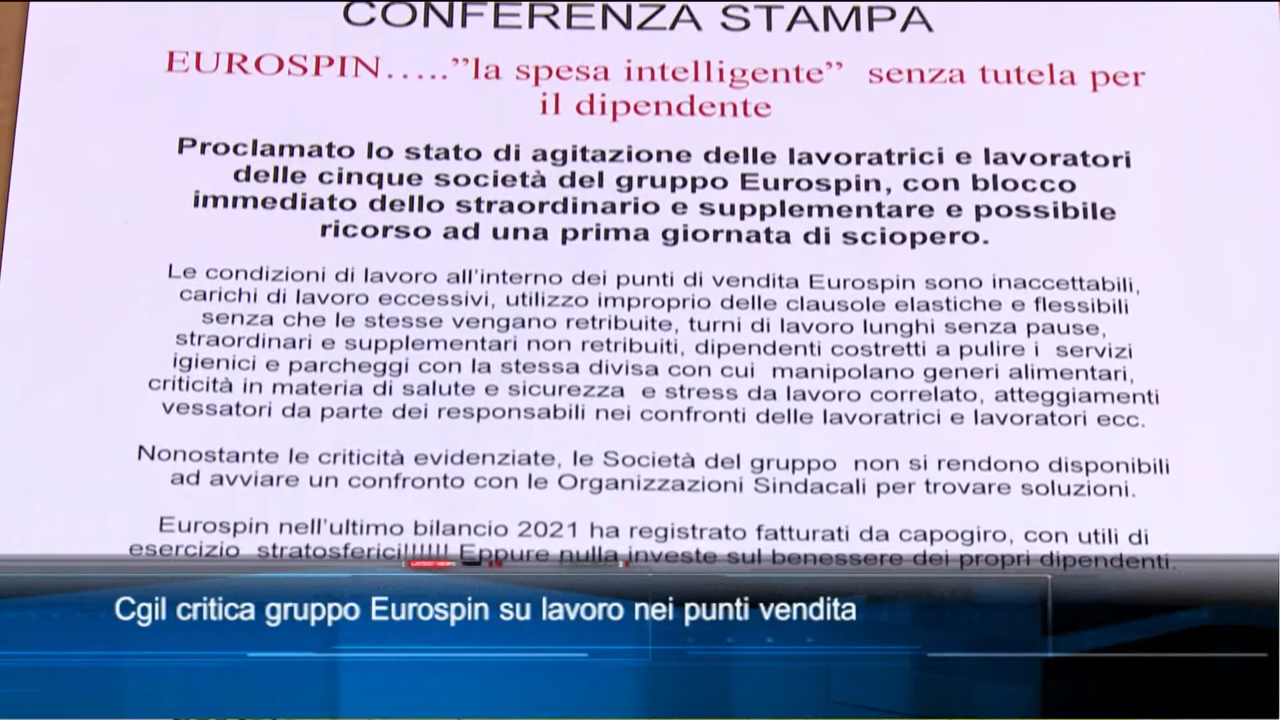 CONFERENZA STAMPA
EUROSPIN.....”la spesa intelligente” senza tutela per
il dipendente
Proclamato lo stato di agitazione delle lavoratrici e lavoratori
delle cinque società del gruppo Eurospin, con blocco
immediato dello straordinario e supplementare e possibile
ricorso ad una prima giornata di sciopero.
Le condizioni di lavoro all’interno dei punti di vendita Eurospin sono inaccettabili,
carichi di lavoro eccessivi, utilizzo improprio delle clausole elastiche e flessibili
senza che le stesse vengano retribuite, turni di lavoro lunghi senza pause,
straordinari e supplementari non retribuiti, dipendenti costretti a pulire i servizi
igienici e parcheggi con la stessa divisa con cui manipolano generi alimentari,
criticità in materia di salute e sicurezza e stress da lavoro correlato, atteggiamenti
vessatori da parte dei responsabili nei confronti delle lavoratrici e lavoratori ecc.
Nonostante le criticità evidenziate, le Società del gruppo non si rendono disponibili
ad avviare un confronto con le Organizzazioni Sindacali per trovare soluzioni.
Eurospin nell’ultimo bilancio 2021 ha registrato fatturati da capogiro, con utili di
esercizio stratosferici!!!!!! Eppure nulla investe sul benessere dei propri dipendenti.
LATEST NEWS
Cgil critica gruppo Eurospin su lavoro nei punti vendita